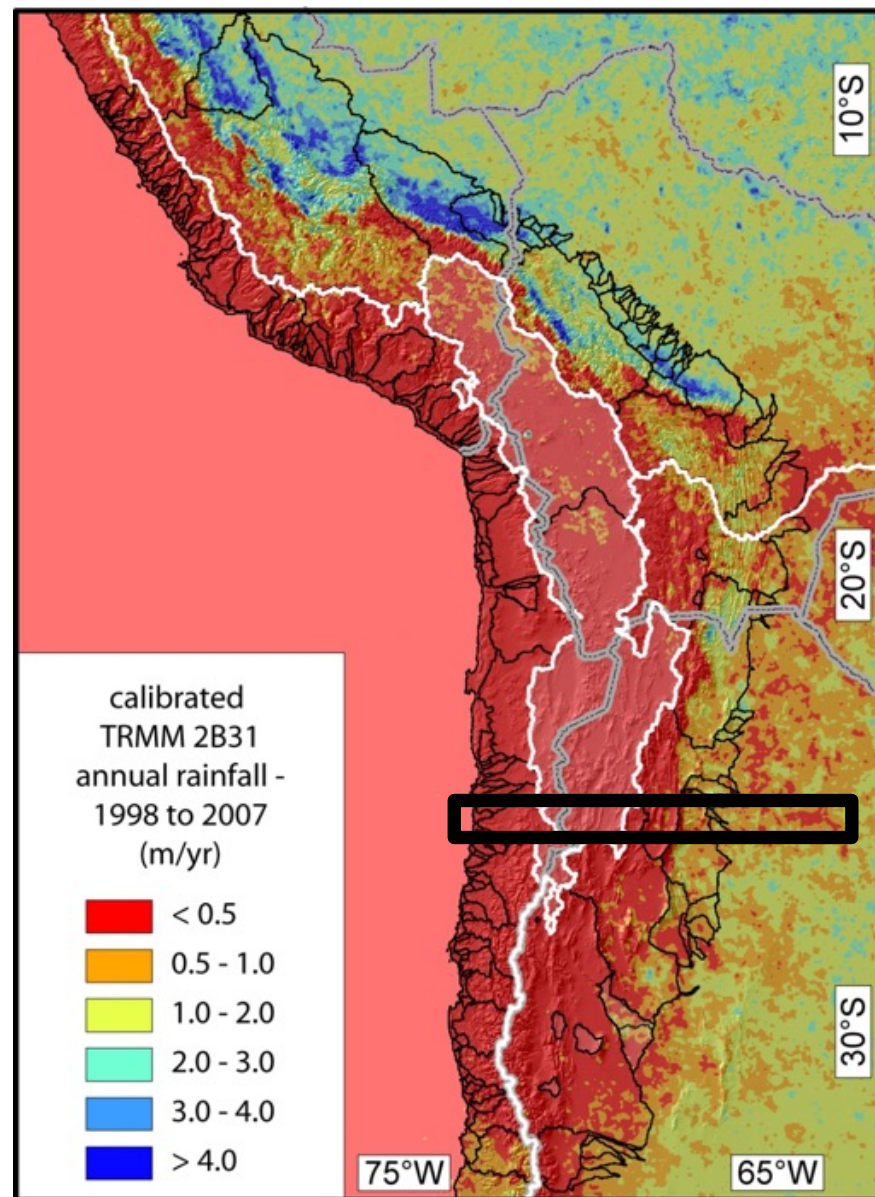 10°S
20°S
calibrated
TRMM 2B31
annual rainfall -
1998 to 2007
(m/yr)
< 0.5
0.5 - 1.0
1.0 - 2.0
2.0 - 3.0
3.0 - 4.0
> 4.0
30°S
75°W
65°W